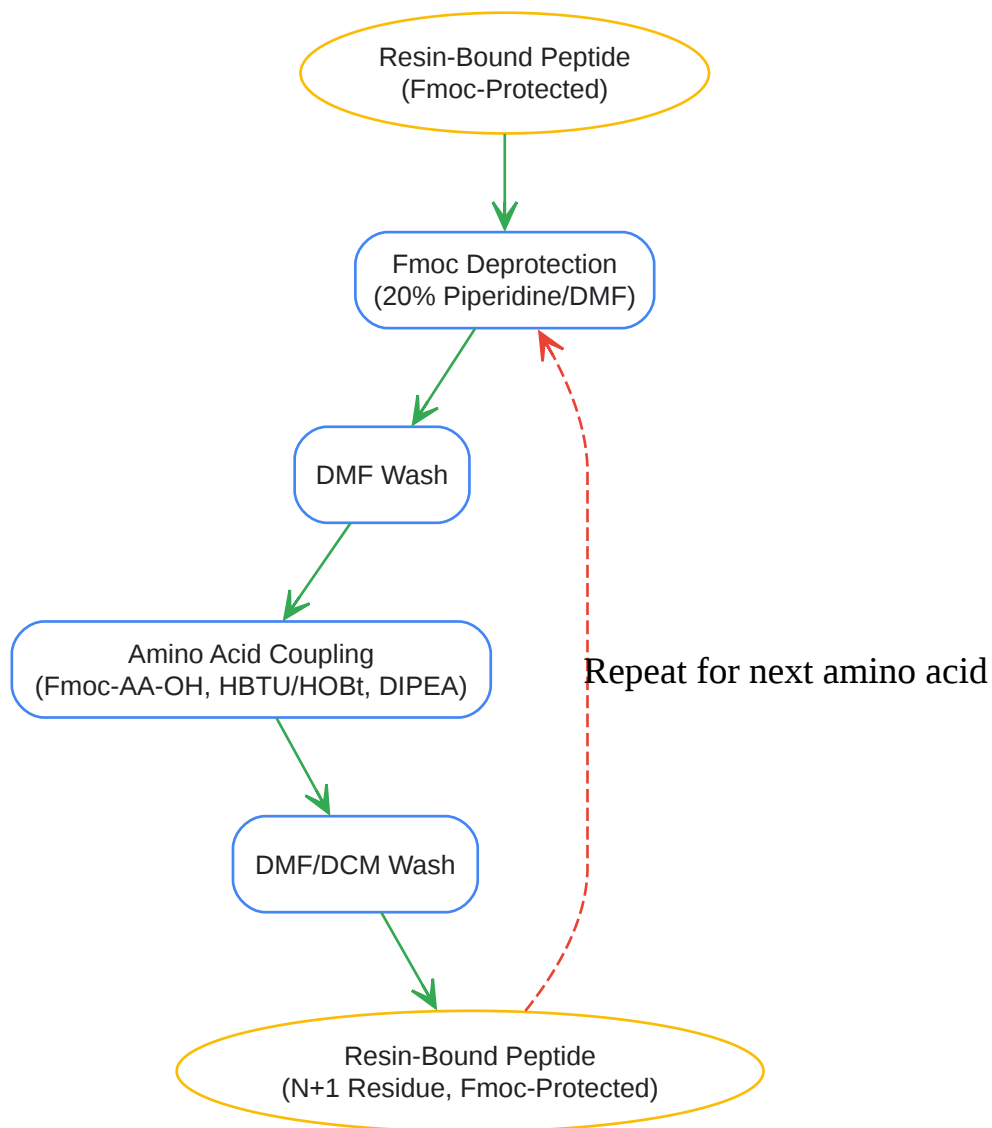 Resin-Bound Peptide
(Fmoc-Protected)
Fmoc Deprotection
(20% Piperidine/DMF)
DMF Wash
Amino Acid Coupling
(Fmoc-AA-OH, HBTU/HOBt, DIPEA)
Repeat for next amino acid
DMF/DCM Wash
Resin-Bound Peptide
(N+1 Residue, Fmoc-Protected)